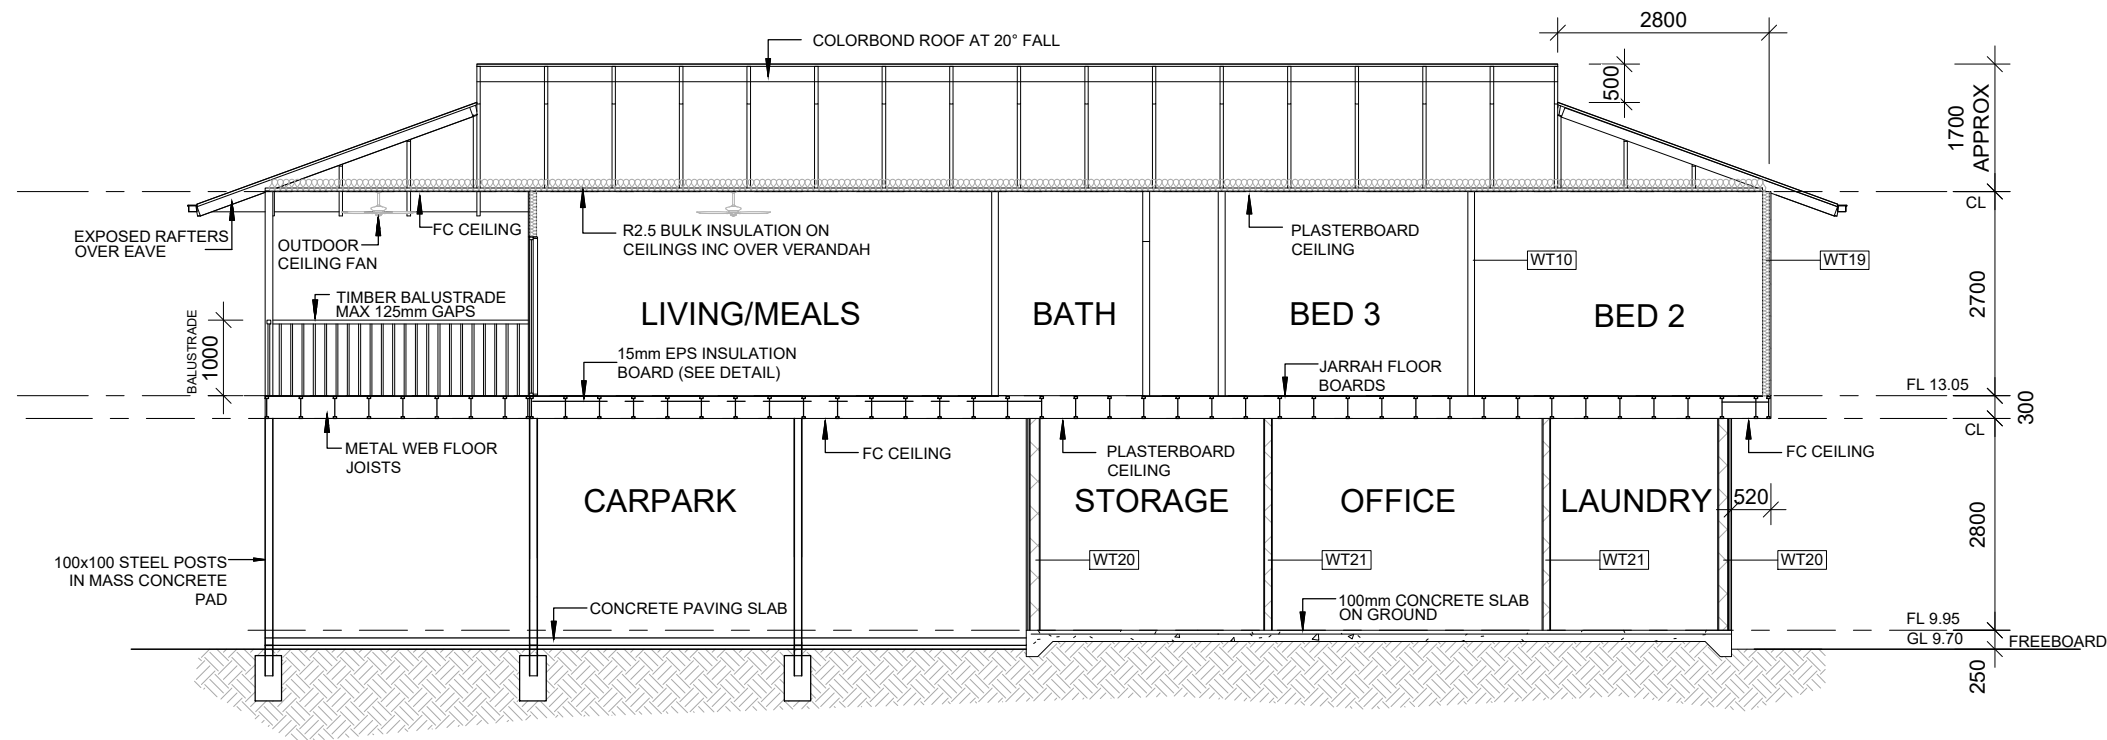 2800
COLORBOND ROOF AT 20° FALL
500
1700
APPROX
EXPOSED RAFTERS
OVER EAVE
OUTDOOR
CEILING FAN
FC CEILING
R2.5 BULK INSULATION ON
CEILINGS INC OVER VERANDAH
PLASTERBOARD
CEILING
CL
WT10
WT19
TIMBER BALUSTRADE
MAX 125mm GAPS
BALUSTRADE
1000
LIVING/MEALS
BATH
BED 3
BED 2
2700
15mm EPS INSULATION
BOARD (SEE DETAIL)
JARRAH FLOOR
BOARDS
FL 13.05
300
CL
METAL WEB FLOOR
JOISTS
FC CEILING
PLASTERBOARD
CEILING
FC CEILING
CARPARK
STORAGE
OFFICE
LAUNDRY
520
2800
100x100 STEEL POSTS
IN MASS CONCRETE
PAD
WT20
WT21
WT21
WT20
CONCRETE PAVING SLAB
100mm CONCRETE SLAB
ON GROUND
FL 9.95
GL 9.70
FREEBOARD
250